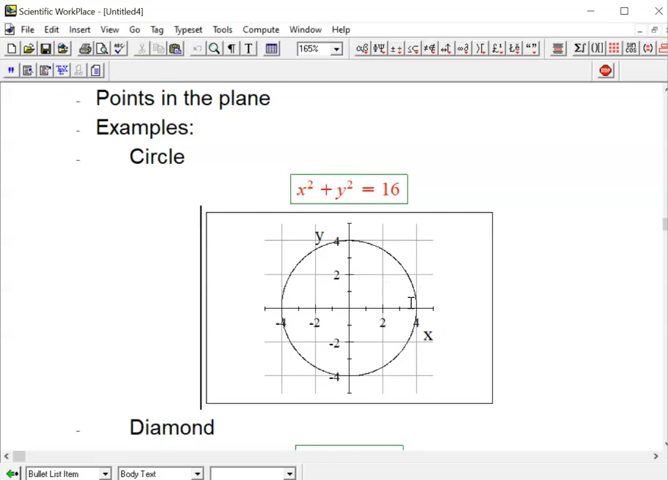 Scientific WorkPlace - [Untitled4]
File Edit Insert View Go Tag Tools Compute Window Help
165%
- Points in the plane
- Examples:
- Circle
x² + y² = 16
y
4
2
-4 -2 2 4
x
-2
-4
- Diamond
Bullet List Item Body Text